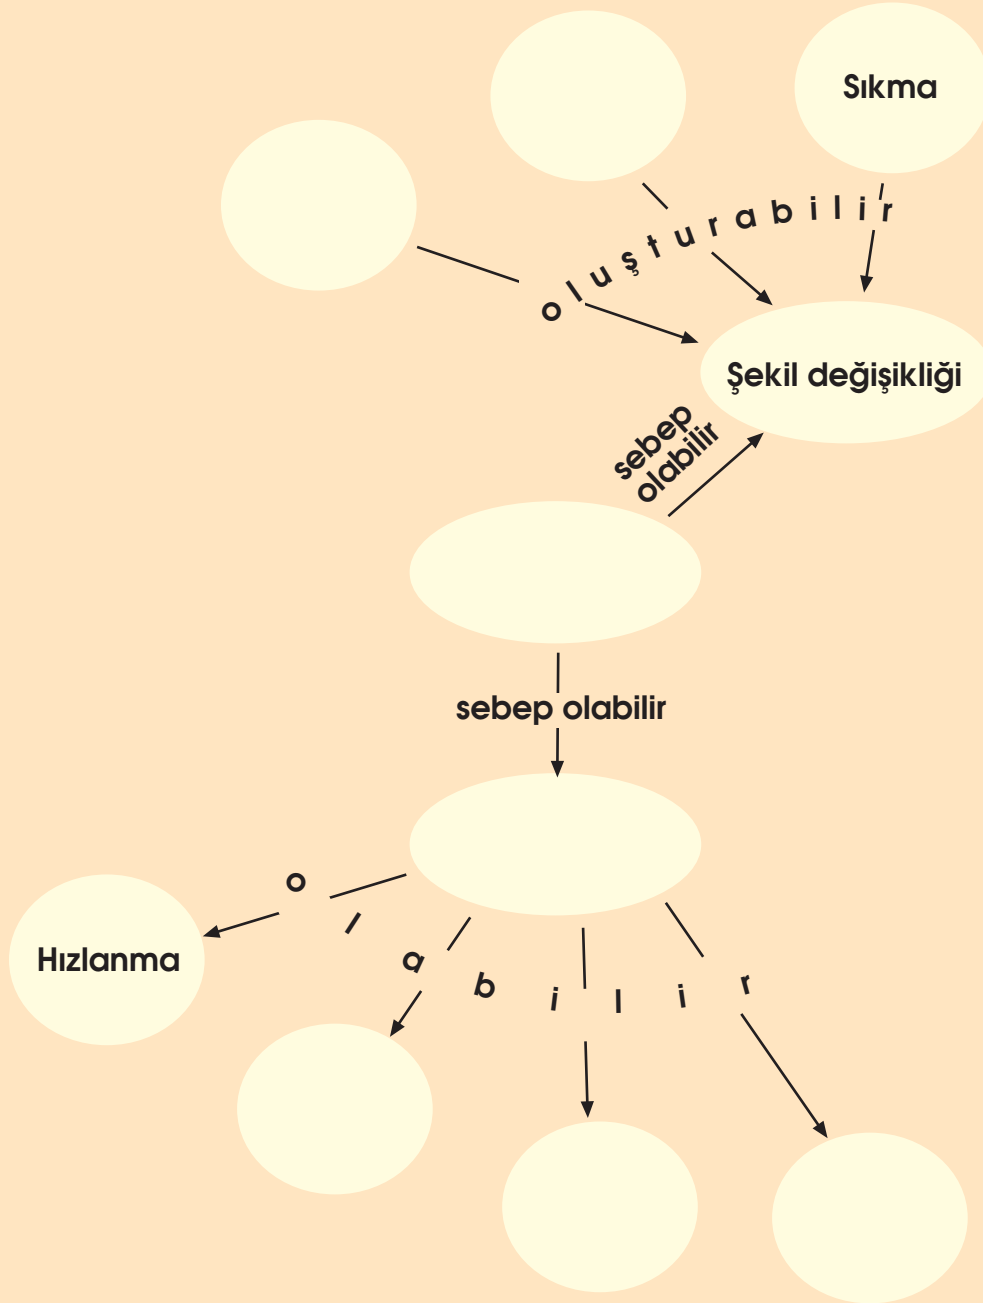 Sıkma
oluşturabilir
Şekil değişikliği
sebep
olabilir
sebep olabilir
olabilir
Hızlanma